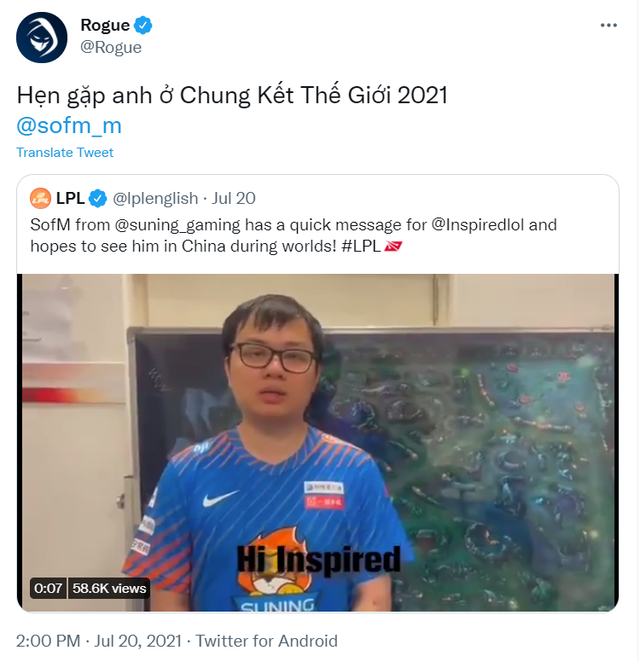 Rogue
@Rogue
Hẹn gặp anh ở Chung Kết Thế Giới 2021
@sofm_m
Translate Tweet
LPL @lplenglish · Jul 20
SofM from @suning_gaming has a quick message for @Inspiredlol and
hopes to see him in China during worlds! #LPL
Hi Inspired
SUNING
0:07 58.6K views
2:00 PM · Jul 20, 2021 · Twitter for Android